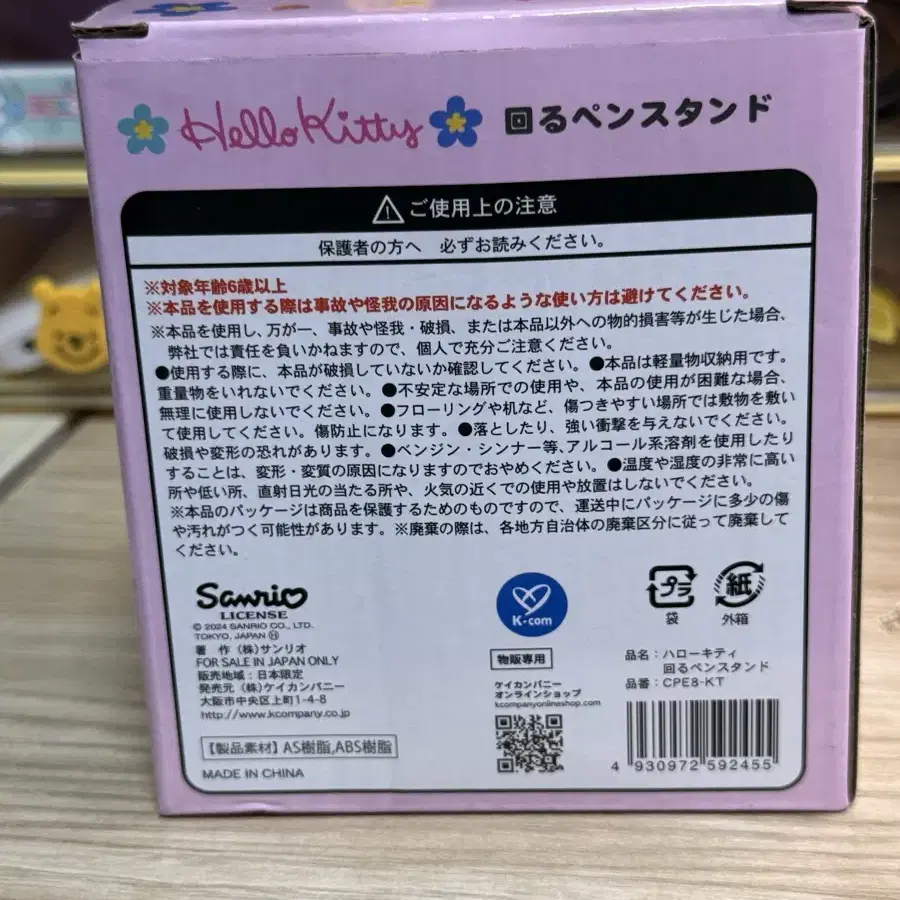 Hello Kitty 回るペンスタンド
ご使用上の注意
保護者の方へ 必ずお読みください。
※対象年齢6歳以上
※本品を使用する際は事故や怪我の原因になるような使い方は避けてください。
※本品を使用し、万が一、事故や怪我・破損、または本品以外への物的損害等が生じた場合、
弊社では責任を負いかねますので、個人で充分ご注意ください。
●使用する際に、本品が破損していないか確認してください。●本品は軽量物収納用です。
重量物をいれないでください。●不安定な場所での使用や、本品の使用が困難な場合、
無理に使用しないでください。●フローリングや机など、傷つきやすい場所では敷物を敷い
て使用してください。傷防止になります。●落としたり、強い衝撃を与えないでください。
破損や変形の恐れがあります。●ベンジン・シンナー等、アルコール系溶剤を使用したり
することは、変形・変質の原因になりますのでおやめください。●温度や湿度の非常に高い
所や低い所、直射日光の当たる所や、火気の近くでの使用や放置はしないでください。
※本品のパッケージは商品を保護するためのものですので、運送中にパッケージに多少の傷
や汚れがつく可能性があります。※廃棄の際は、各地方自治体の廃棄区分に従って廃棄して
ください。
Sanrio
LICENSE
© 2024 SANRIO CO., LTD.
TOKYO, JAPAN Ⓗ
著 作 (株)サンリオ
FOR SALE IN JAPAN ONLY
販売地域:日本限定
発売元 (株)ケイカンパニー
大阪市中央区上町1-4-8
http://www.kcompany.co.jp
【製品素材】AS樹脂,ABS樹脂
MADE IN CHINA
K-com
物販専用
ケイカンパニー
オンラインショップ
kcompanyonlineshop.com
プラ 紙
袋 外箱
品名:ハローキティ
回るペンスタンド
品番:CPE8-KT
4 930972 592455